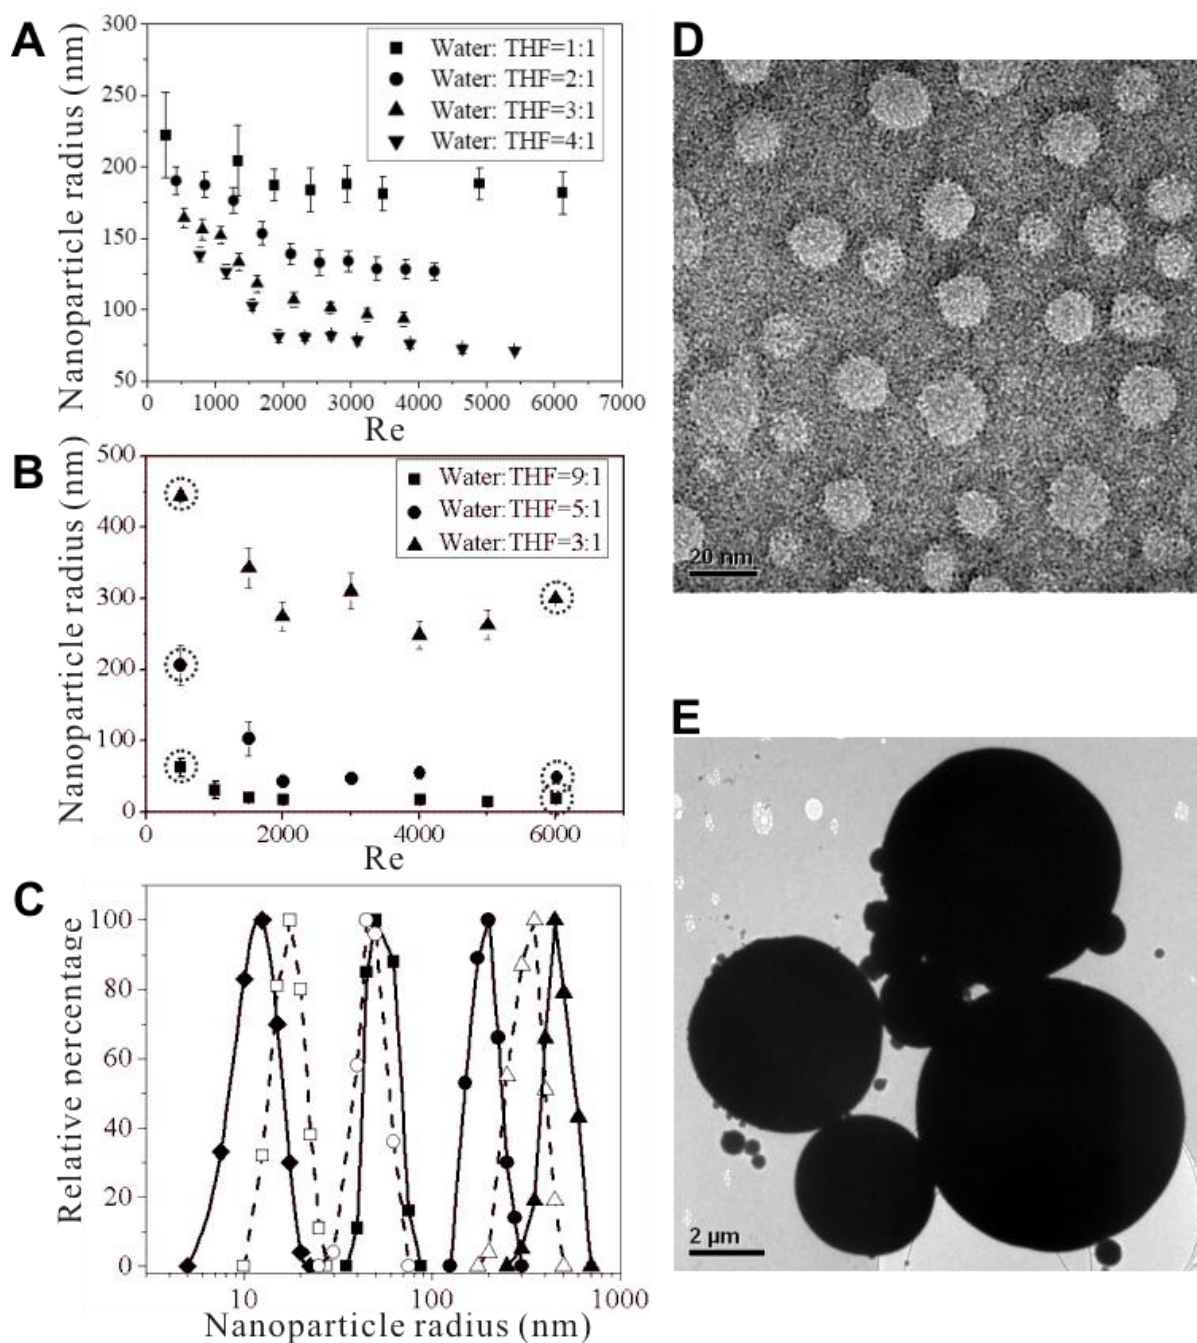 A
300
250
200
150
100
50
0
1000
2000
3000
4000
5000
6000
7000
Nanoparticle radius (nm)
Re
Water: THF=1:1
Water: THF=2:1
Water: THF=3:1
Water: THF=4:1
B
500
400
300
200
100
0
0
2000
4000
6000
Nanoparticle radius (nm)
Re
Water:THF=9:1
Water:THF=5:1
Water:THF=3:1
C
100
80
60
40
20
0
10
100
1000
Relative percentage
Nanoparticle radius (nm)
D
20 nm
E
2 µm